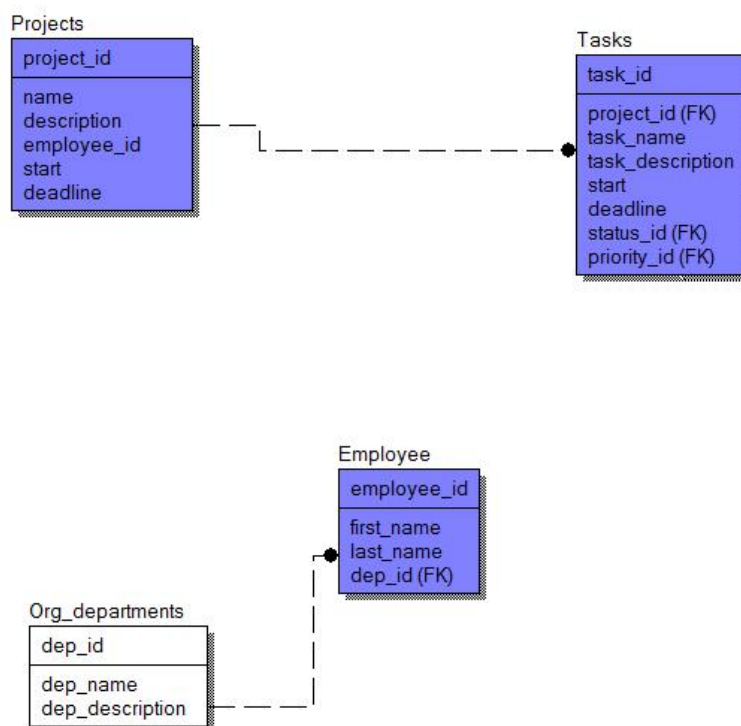 Projects
project_id
name
description
employee_id
start
deadline
Tasks
task_id
project_id (FK)
task_name
task_description
start
deadline
status_id (FK)
priority_id (FK)
Employee
employee_id
first_name
last_name
dep_id (FK)
Org_departments
dep_id
dep_name
dep_description